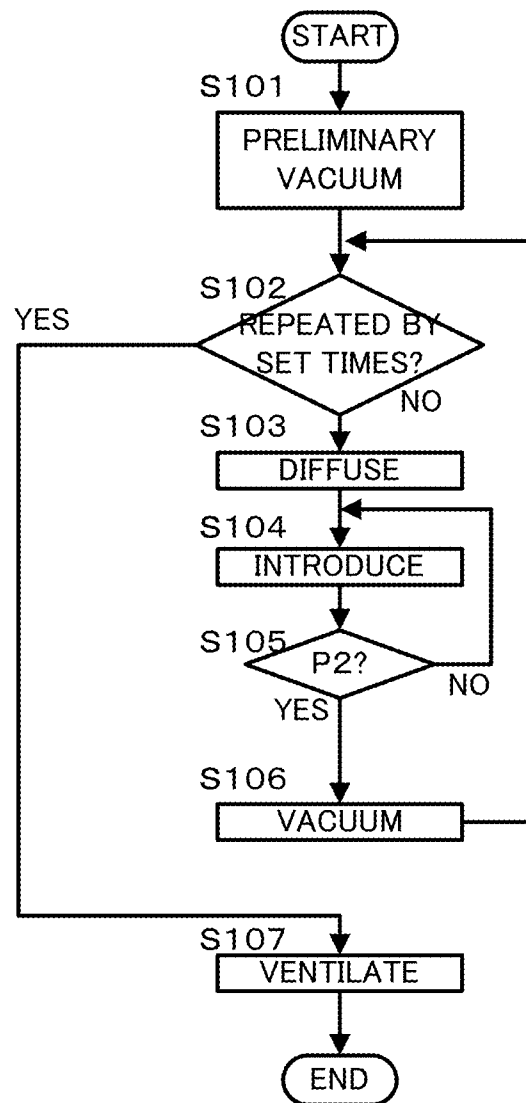 START
S101
PRELIMINARY
VACUUM
S102
YES
REPEATED BY
SET TIMES?
NO
S103
DIFFUSE
S104
INTRODUCE
S105
P2?
NO
YES
S106
VACUUM
S107
VENTILATE
END